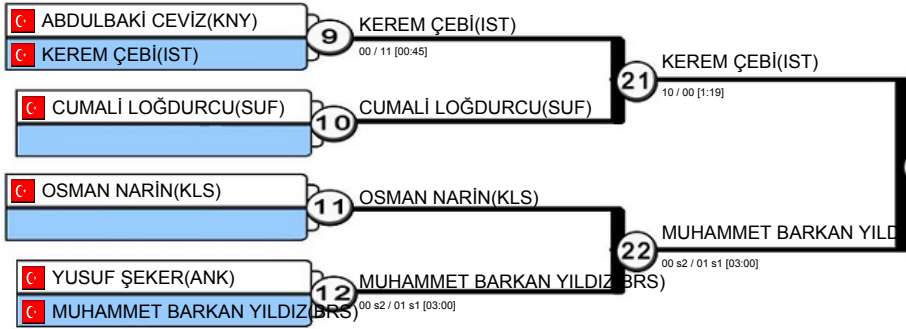 ABDULBAKİ CEVİZ(KNY)
KEREM ÇEBİ(IST)
9
KEREM ÇEBİ(IST)
00 / 11 [00:45]
CUMALİ LOĞDURCU(SUF)
10
CUMALİ LOĞDURCU(SUF)
21
KEREM ÇEBİ(IST)
10 / 00 [1:19]
OSMAN NARİN(KLS)
11
OSMAN NARİN(KLS)
YUSUF ŞEKER(ANK)
MUHAMMET BARKAN YILDIZ(BRS)
12
MUHAMMET BARKAN YILDIZ(BRS)
00 s2 / 01 s1 [03:00]
22
MUHAMMET BARKAN YILD
00 s2 / 01 s1 [03:00]